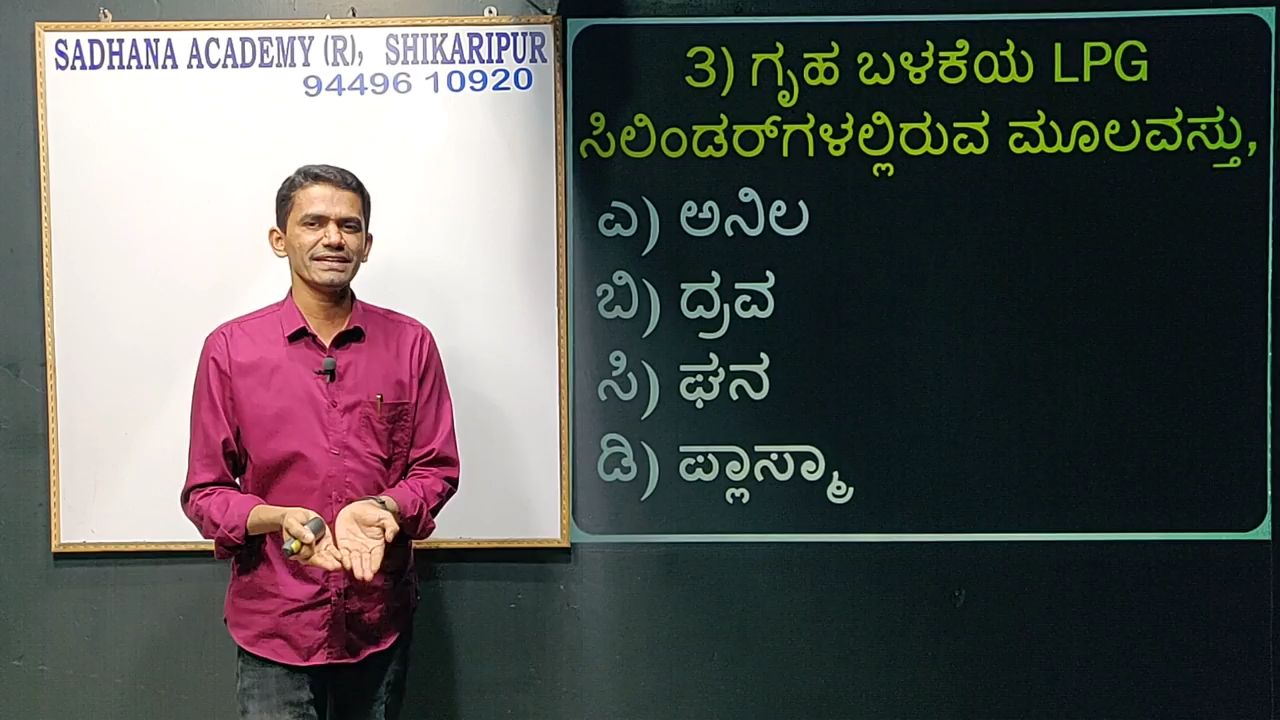 SADHANA ACADEMY (R), SHIKARIPUR
94496 10920
3) ಗೃಹ ಬಳಕೆಯ LPG
ಸಿಲಿಂಡರ್‌ಗಳಲ್ಲಿರುವ ಮೂಲವಸ್ತು,
ಎ) ಅನಿಲ
ಬಿ) ದ್ರವ
ಸಿ) ಘನ
ಡಿ) ಪ್ಲಾಸ್ಮಾ